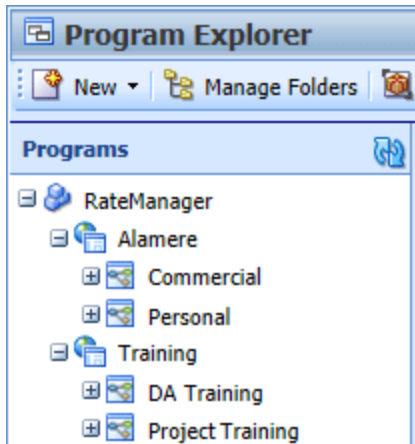 Program Explorer
New Manage Folders
Programs
RateManager
Alamere
Commercial
Personal
Training
DA Training
Project Training